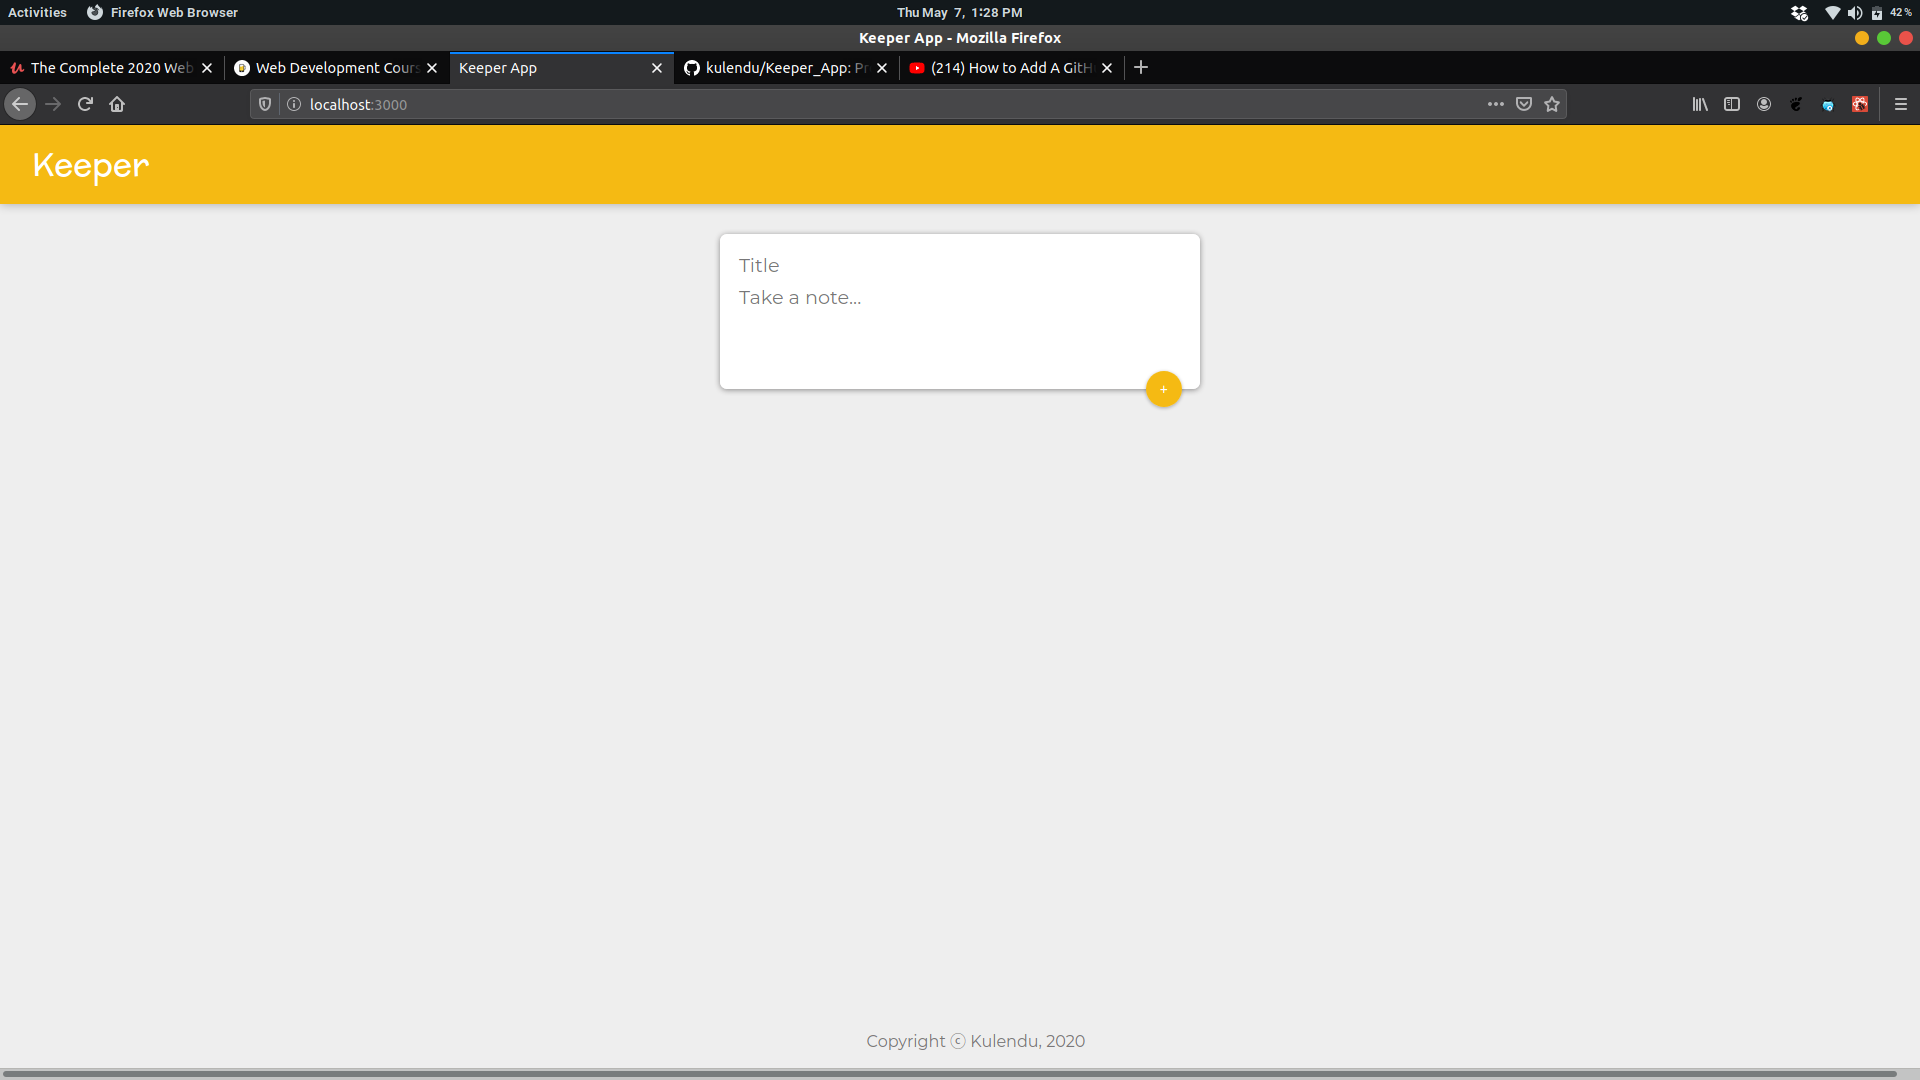 Activities Firefox Web Browser Thu May 7, 1:28 PM 42 %
Keeper App - Mozilla Firefox
The Complete 2020 Web Web Development Cours Keeper App kulendu/Keeper_App: Pr (214) How to Add A GitH
localhost:3000
Keeper
Title
Take a note...
+
Copyright ⓒ Kulendu, 2020